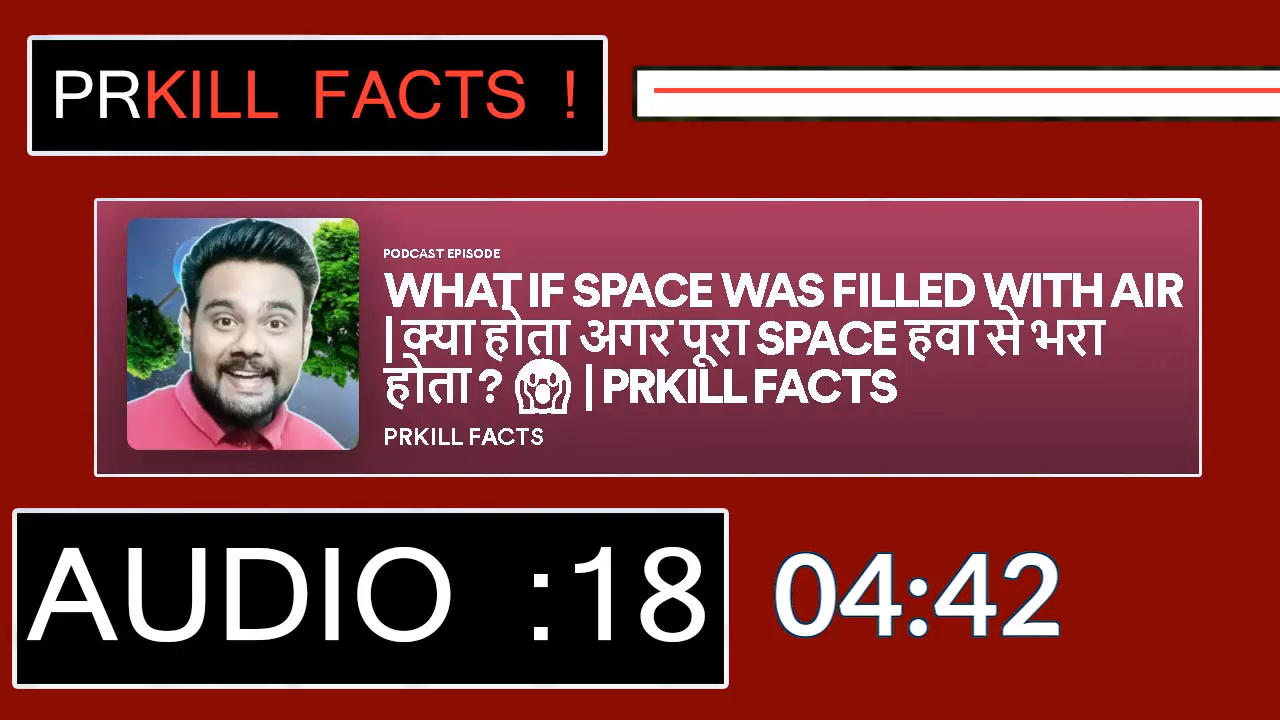 PRKILL FACTS !
PODCAST EPISODE
WHAT IF SPACE WAS FILLED WITH AIR
| क्या होता अगर पूरा SPACE हवा से भरा
होता ? 😱 | PRKILL FACTS
PRKILL FACTS
AUDIO :18
04:42